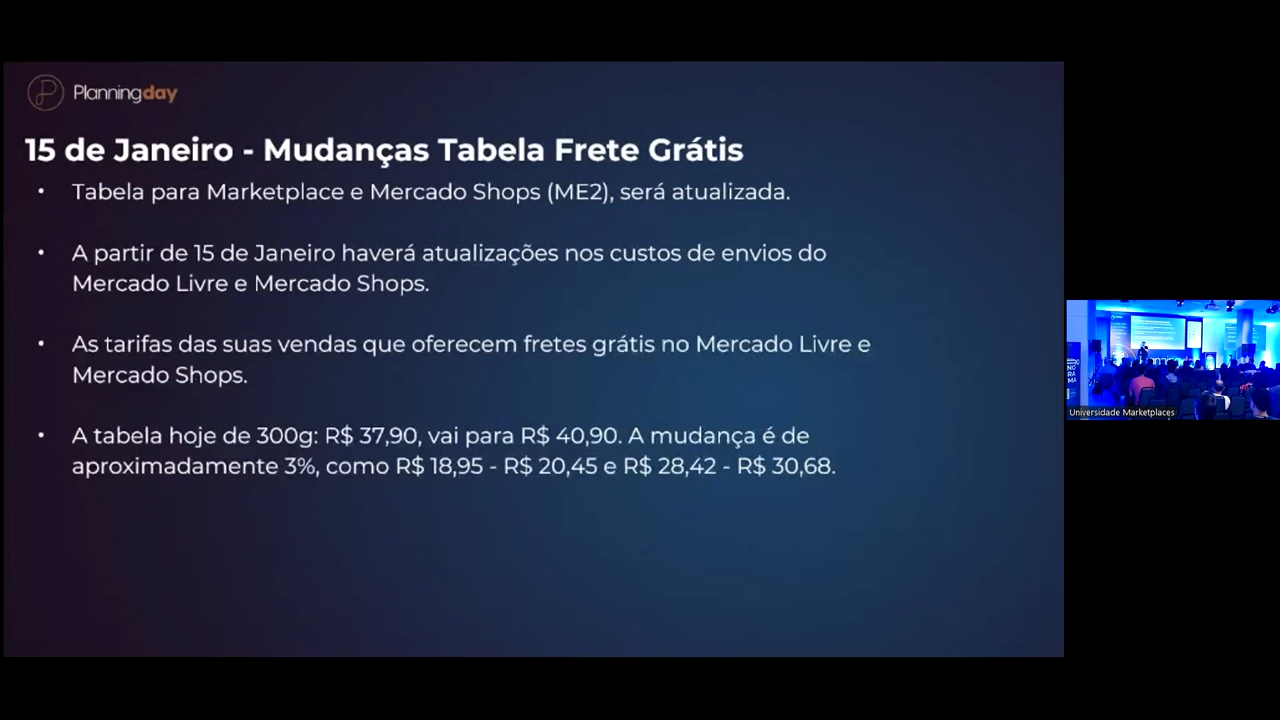 Planningday
15 de Janeiro - Mudanças Tabela Frete Grátis
• Tabela para Marketplace e Mercado Shops (ME2), será atualizada.
• A partir de 15 de Janeiro haverá atualizações nos custos de envios do
Mercado Livre e Mercado Shops.
• As tarifas das suas vendas que oferecem fretes grátis no Mercado Livre e
Mercado Shops.
• A tabela hoje de 300g: R$ 37,90, vai para R$ 40,90. A mudança é de
aproximadamente 3%, como R$ 18,95 - R$ 20,45 e R$ 28,42 - R$ 30,68.
Universidade Marketplaces